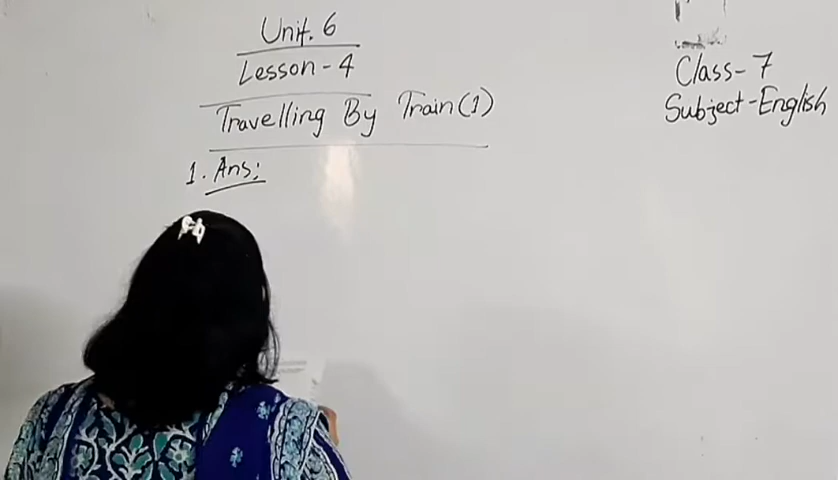 Unit. 6
Lesson - 4
Travelling By Train (1)
1. Ans:
Class- 7
Subject-English